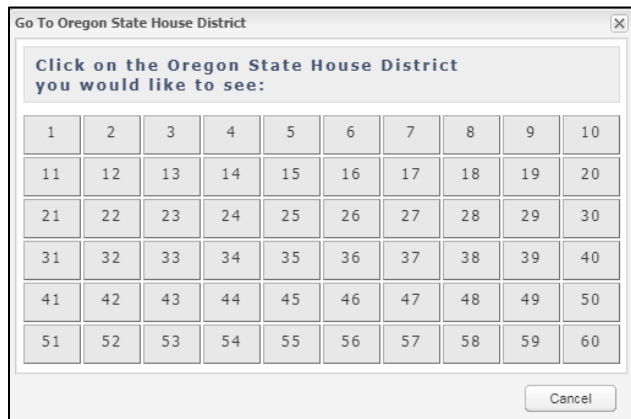 Go To Oregon State House District
Click on the Oregon State House District
you would like to see:
1 2 3 4 5 6 7 8 9 10
11 12 13 14 15 16 17 18 19 20
21 22 23 24 25 26 27 28 29 30
31 32 33 34 35 36 37 38 39 40
41 42 43 44 45 46 47 48 49 50
51 52 53 54 55 56 57 58 59 60
Cancel